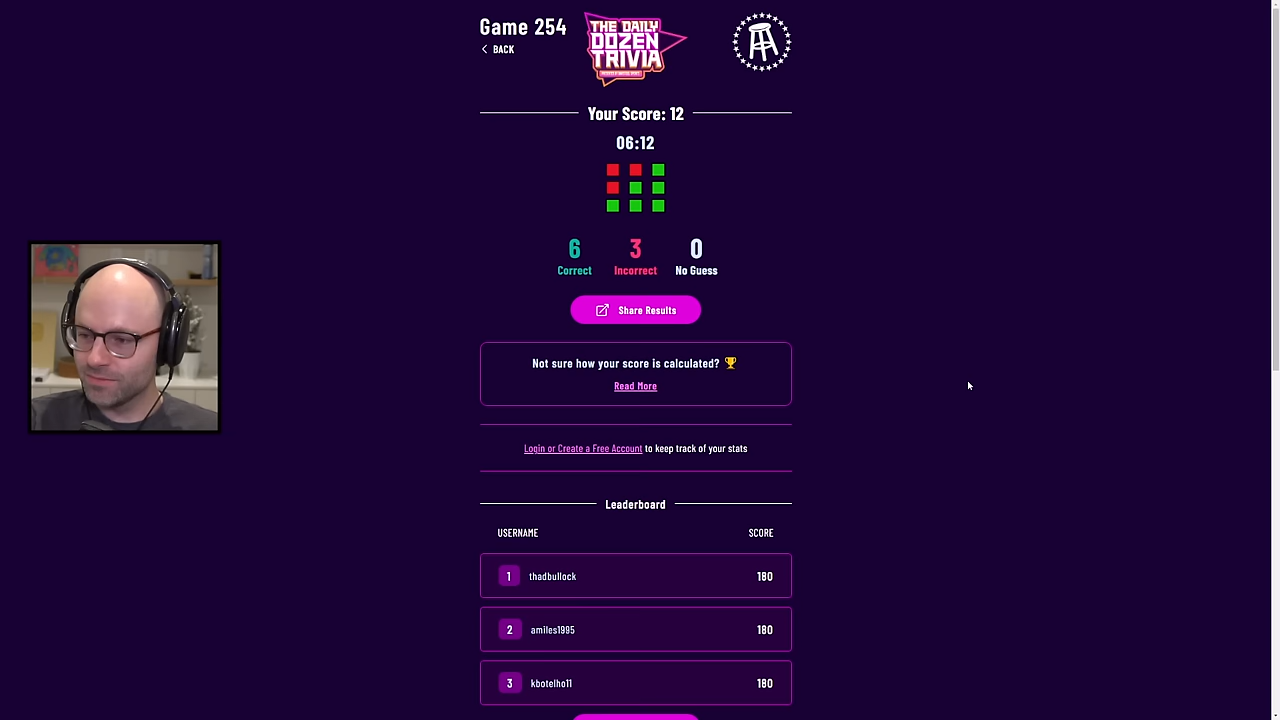 Game 254
BACK
THE DAILY
DOZEN
TRIVIA
Your Score: 12
06:12
6 3 0
Correct Incorrect No Guess
Share Results
Not sure how your score is calculated? 🏆
Read More
Login or Create a Free Account to keep track of your stats
Leaderboard
USERNAME SCORE
1 thadbullock 180
2 amiles1995 180
3 kbotelho11 180